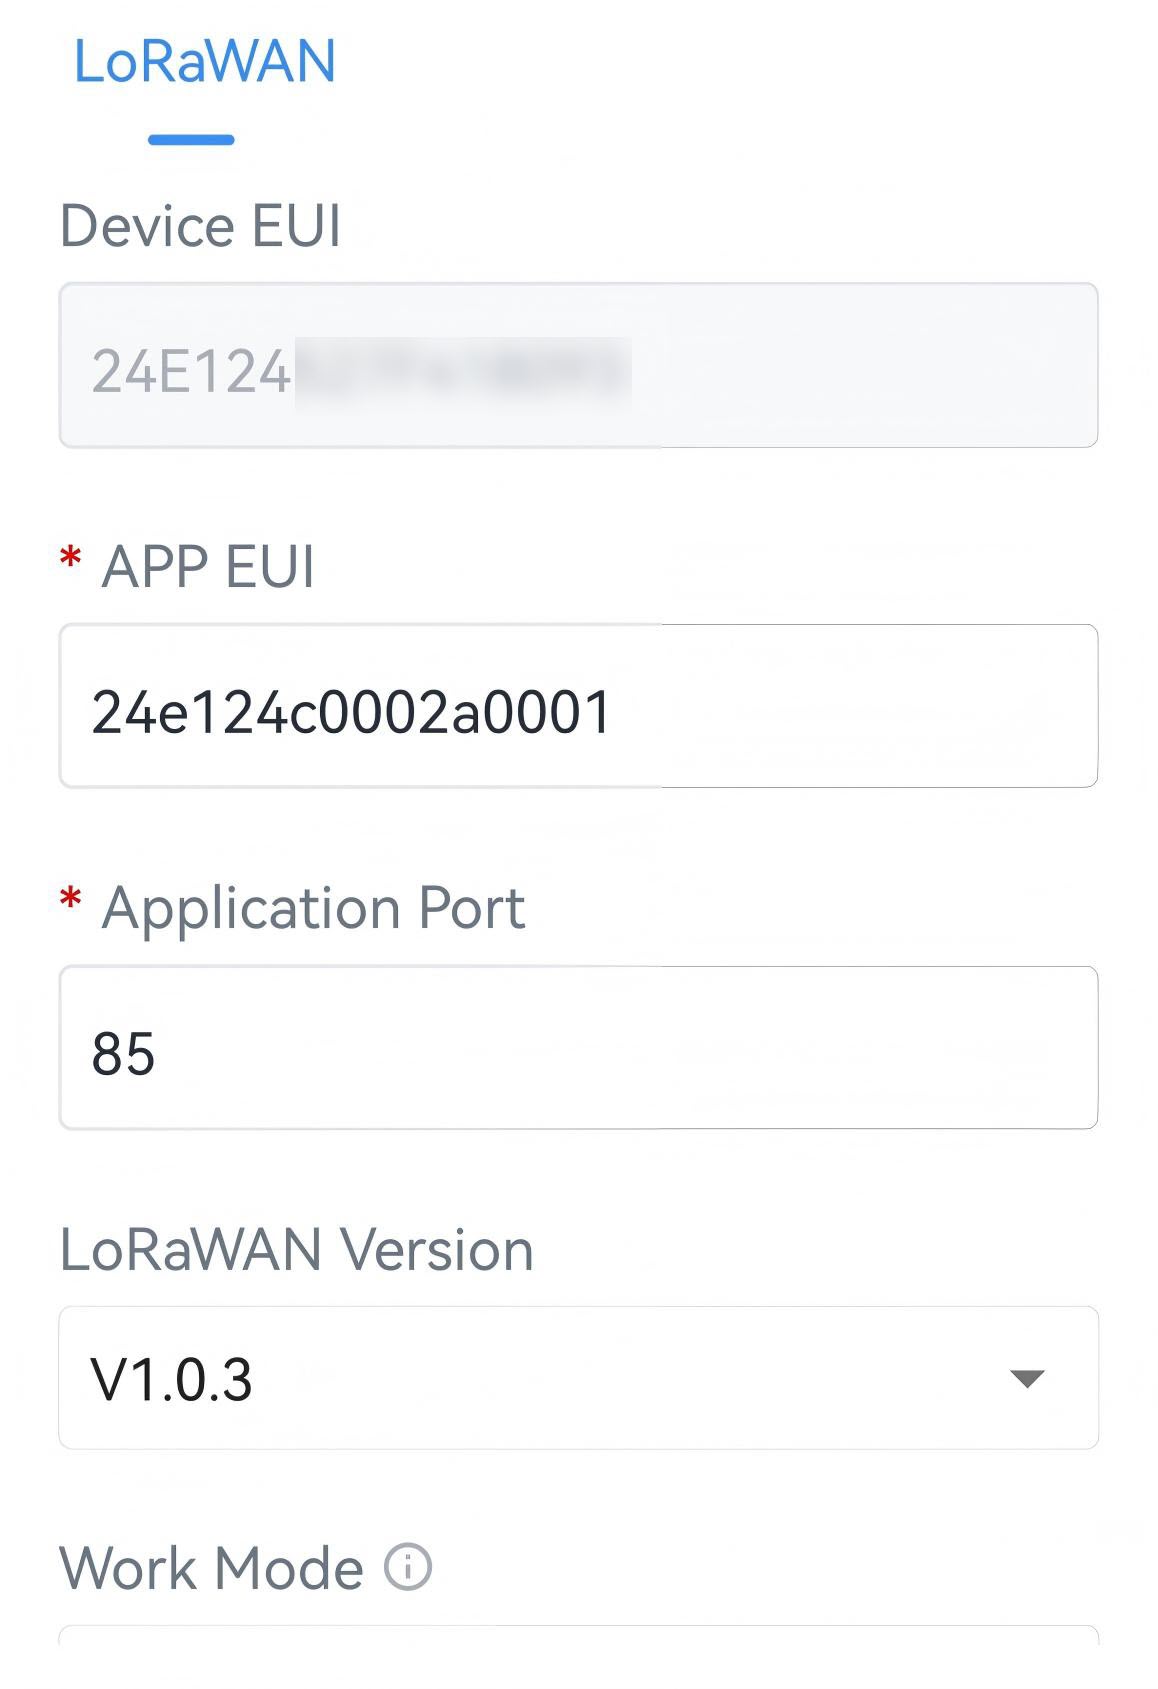 LoRaWAN
Device EUI
24E124
* APP EUI
24e124c0002a0001
* Application Port
85
LoRaWAN Version
V1.0.3
Work Mode